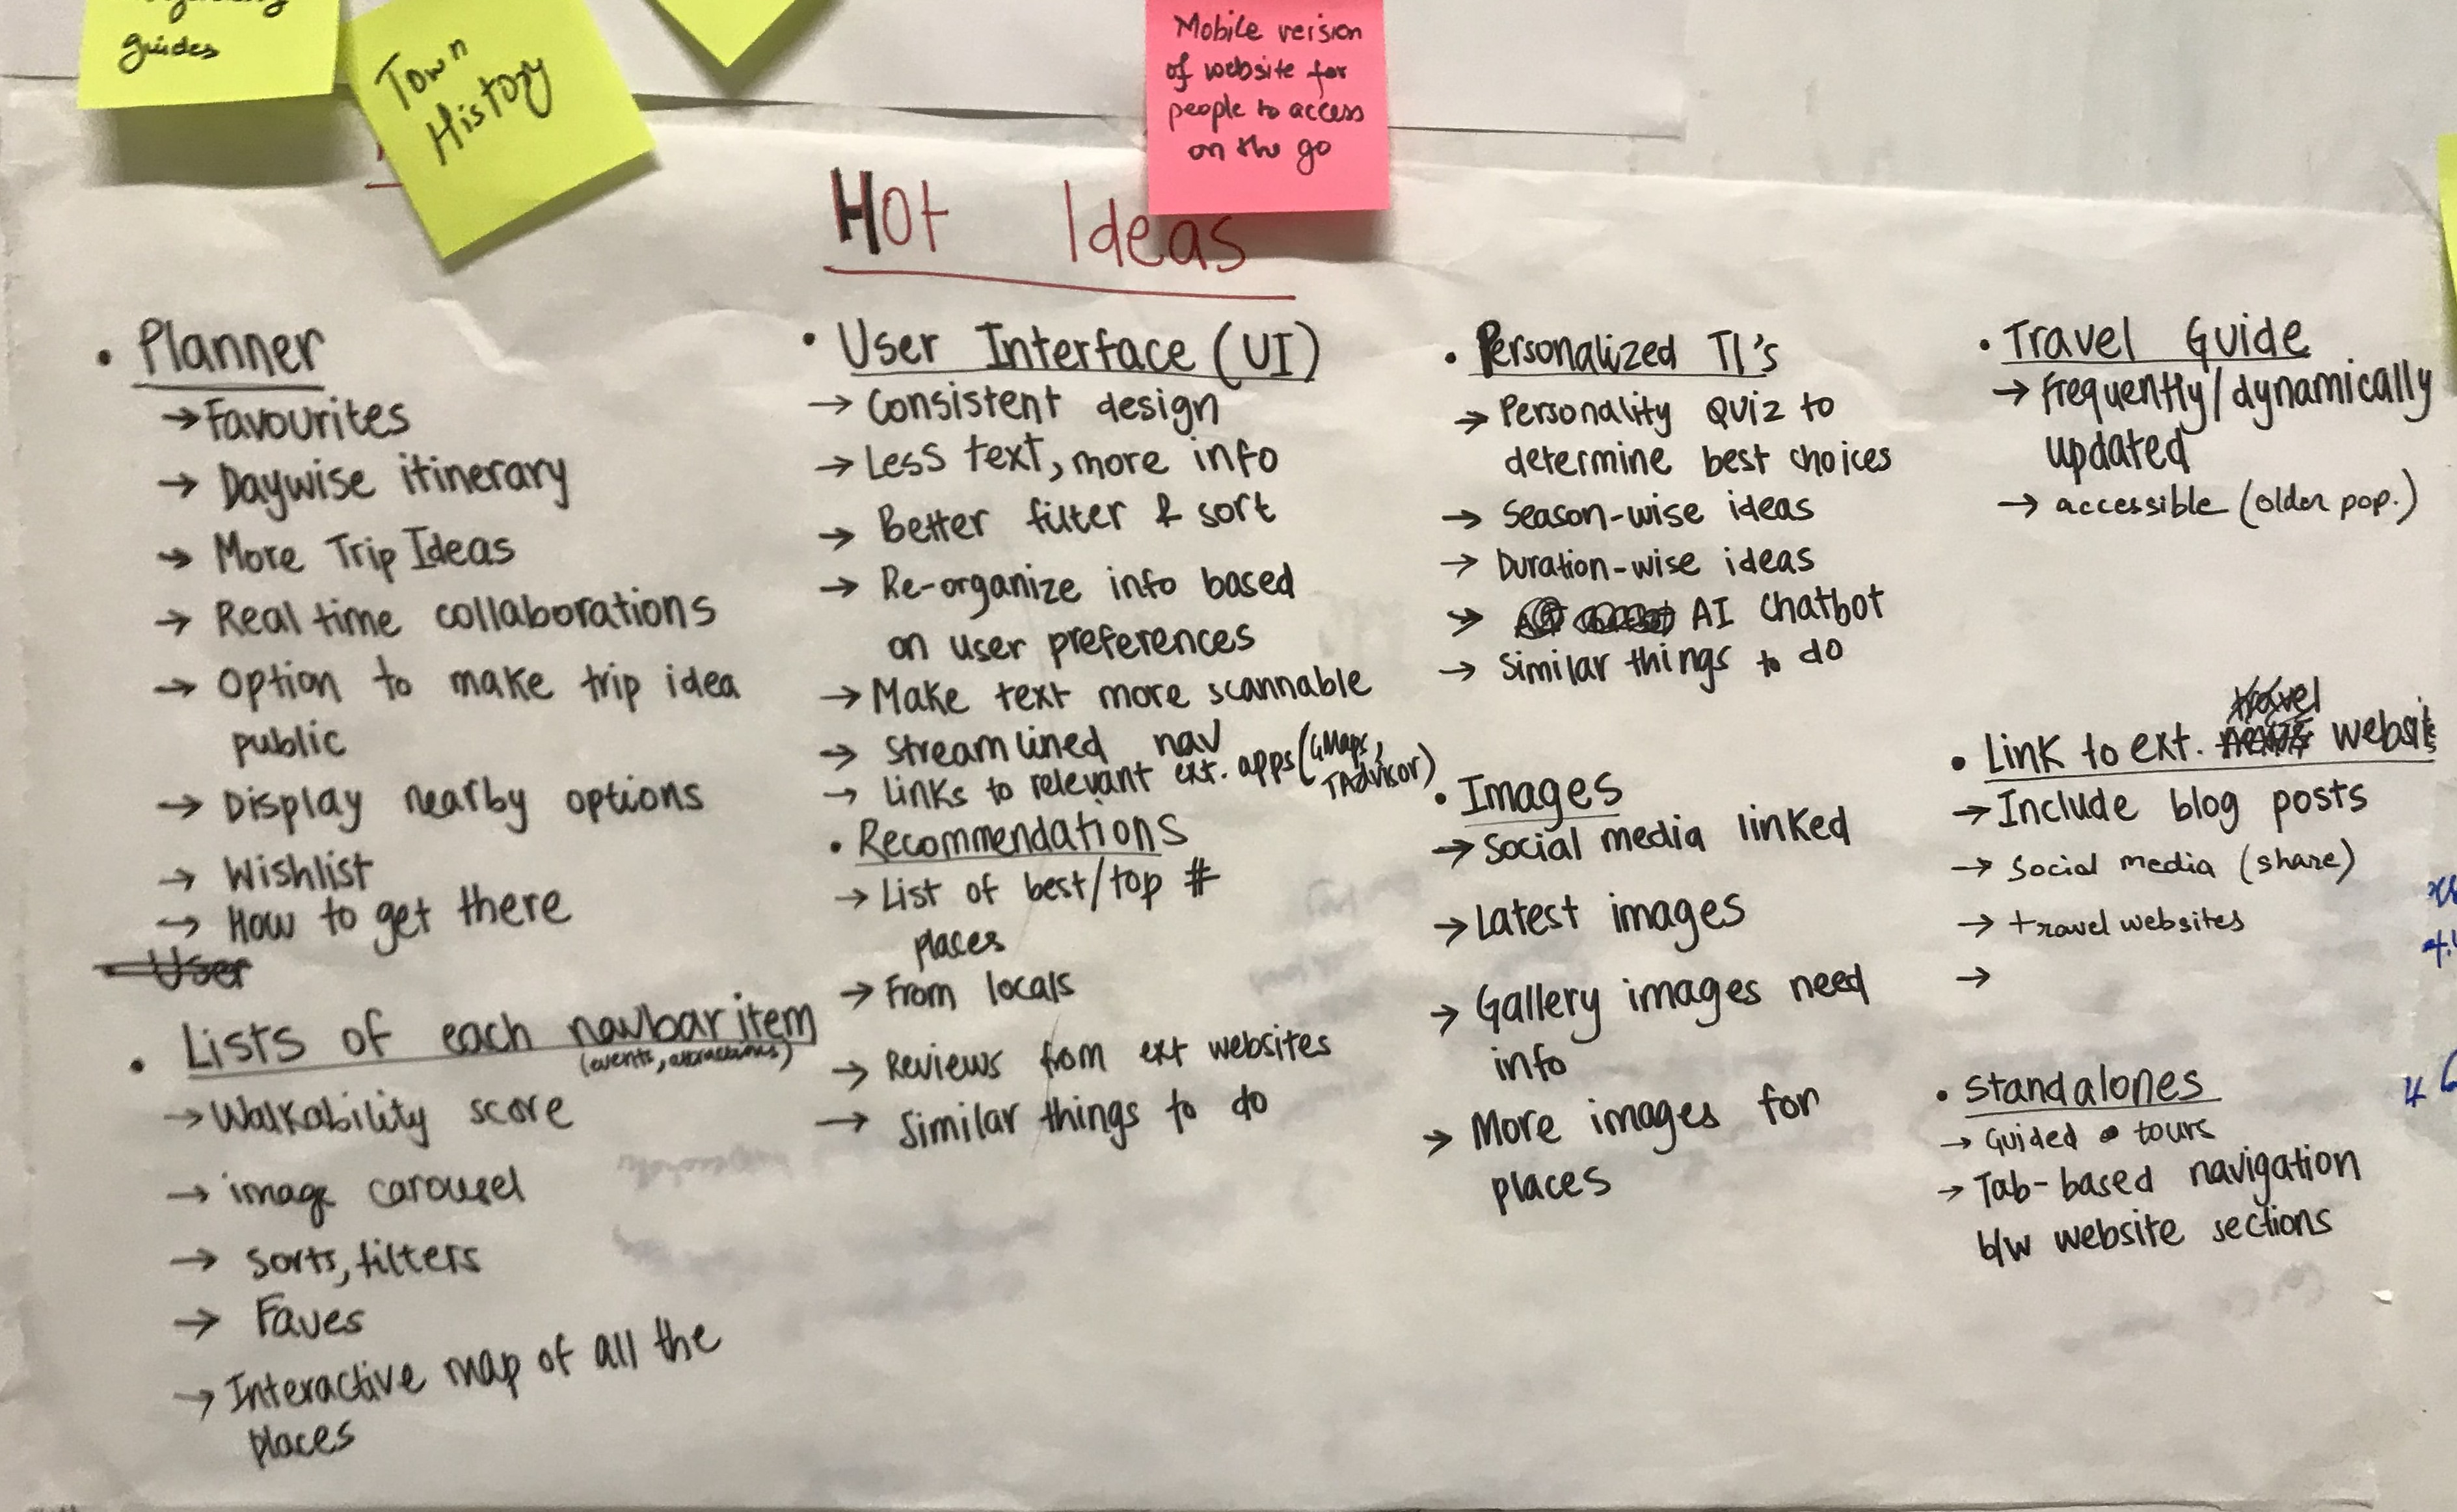 guides
Town
History
Mobile version
of website for
people to access
on the go
Hot Ideas
• Planner
→ Favourites
→ Daywise itinerary
→ More Trip Ideas
→ Real time collaborations
→ Option to make trip idea
public
→ Display nearby options
→ Wishlist
→ How to get there
• User
• Lists of each navbar item
(events, attractions)
→ Walkability score
→ image carousel
→ Sorts, filters
→ Faves
→ Interactive map of all the
places
• User Interface (UI)
→ Consistent design
→ Less text, more info
→ Better filter & sort
→ Re-organize info based
on user preferences
→ Make text more scannable
→ Streamlined nav
→ Links to relevant ext. apps (GMaps,
TAdvisor)
• Recommendations
→ List of best/top #
places
→ From locals
→ Reviews from ext websites
→ Similar things to do
• Personalized TI's
→ Personality Quiz to
determine best choices
→ Season-wise ideas
→ Duration-wise ideas
→ AI Chatbot
→ Similar things to do
• Images
→ Social media linked
→ Latest images
→ Gallery images need
info
→ More images for
places
• Travel Guide
→ Frequently/dynamically
updated
→ accessible (older pop.)
travel
• Link to ext. websit
→ Include blog posts
→ Social media (share)
→ travel websites
→
• Standalones
→ Guided tours
→ Tab-based navigation
b/w website sections